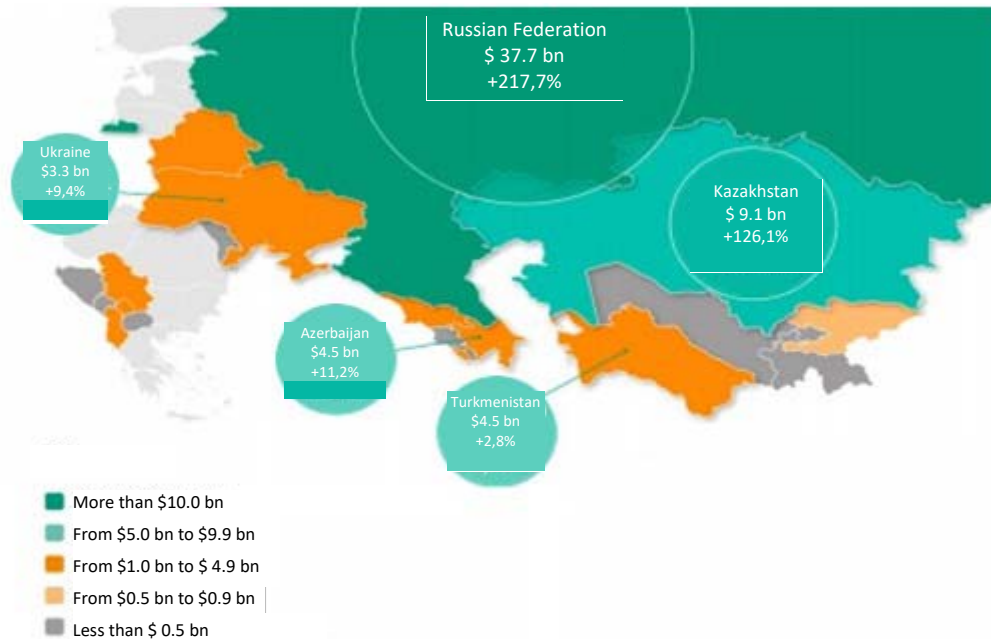 Russian Federation
$ 37.7 bn
+217,7%
Ukraine
$3.3 bn
+9,4%
Kazakhstan
$ 9.1 bn
+126,1%
Azerbaijan
$4.5 bn
+11,2%
Turkmenistan
$4.5 bn
+2,8%
More than $10.0 bn
From $5.0 bn to $9.9 bn
From $1.0 bn to $ 4.9 bn
From $0.5 bn to $0.9 bn
Less than $ 0.5 bn